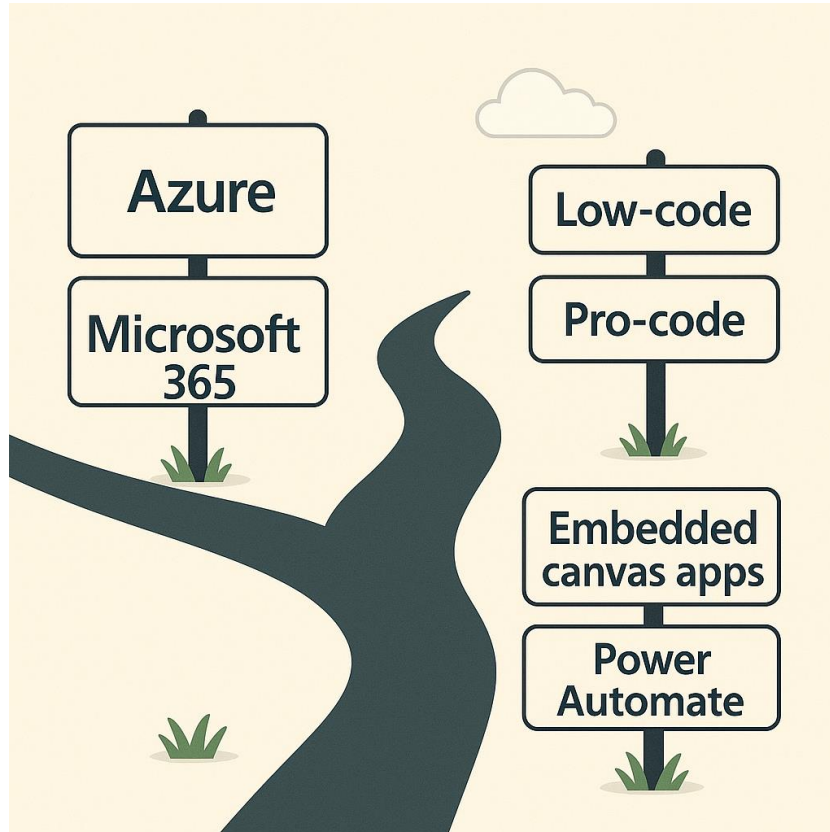 Azure
Microsoft
365
Low-code
Pro-code
Embedded
canvas apps
Power
Automate